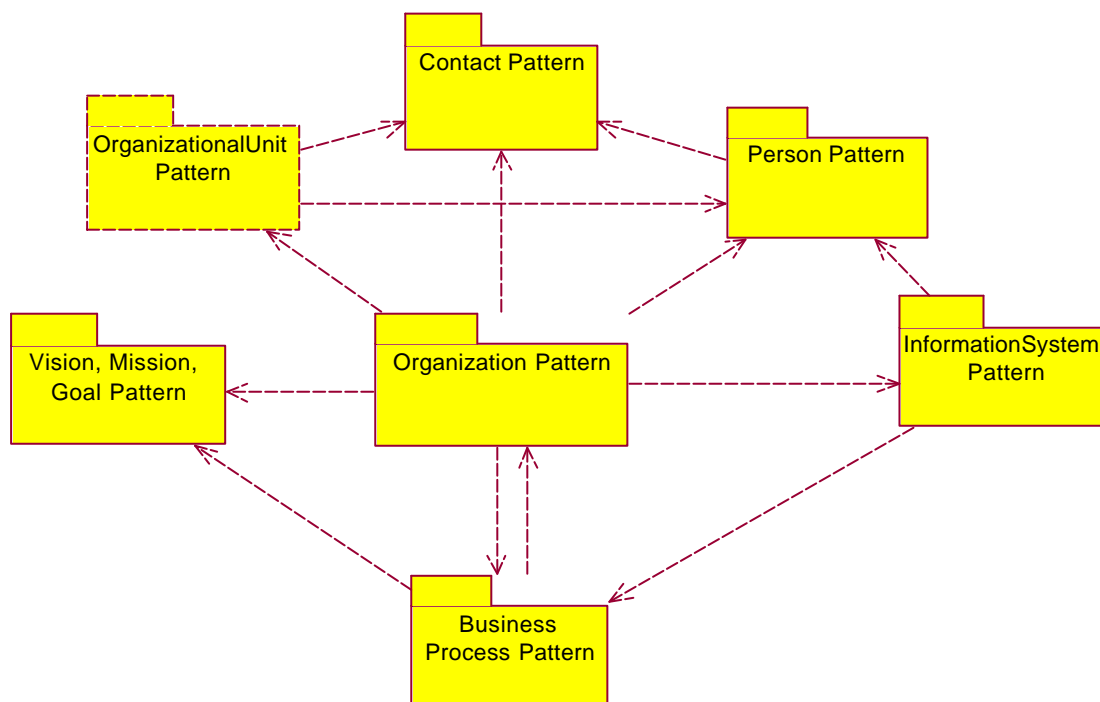 Contact Pattern
OrganizationalUnit
Pattern
Person Pattern
Vision, Mission,
Goal Pattern
Organization Pattern
InformationSystem
Pattern
Business
Process Pattern